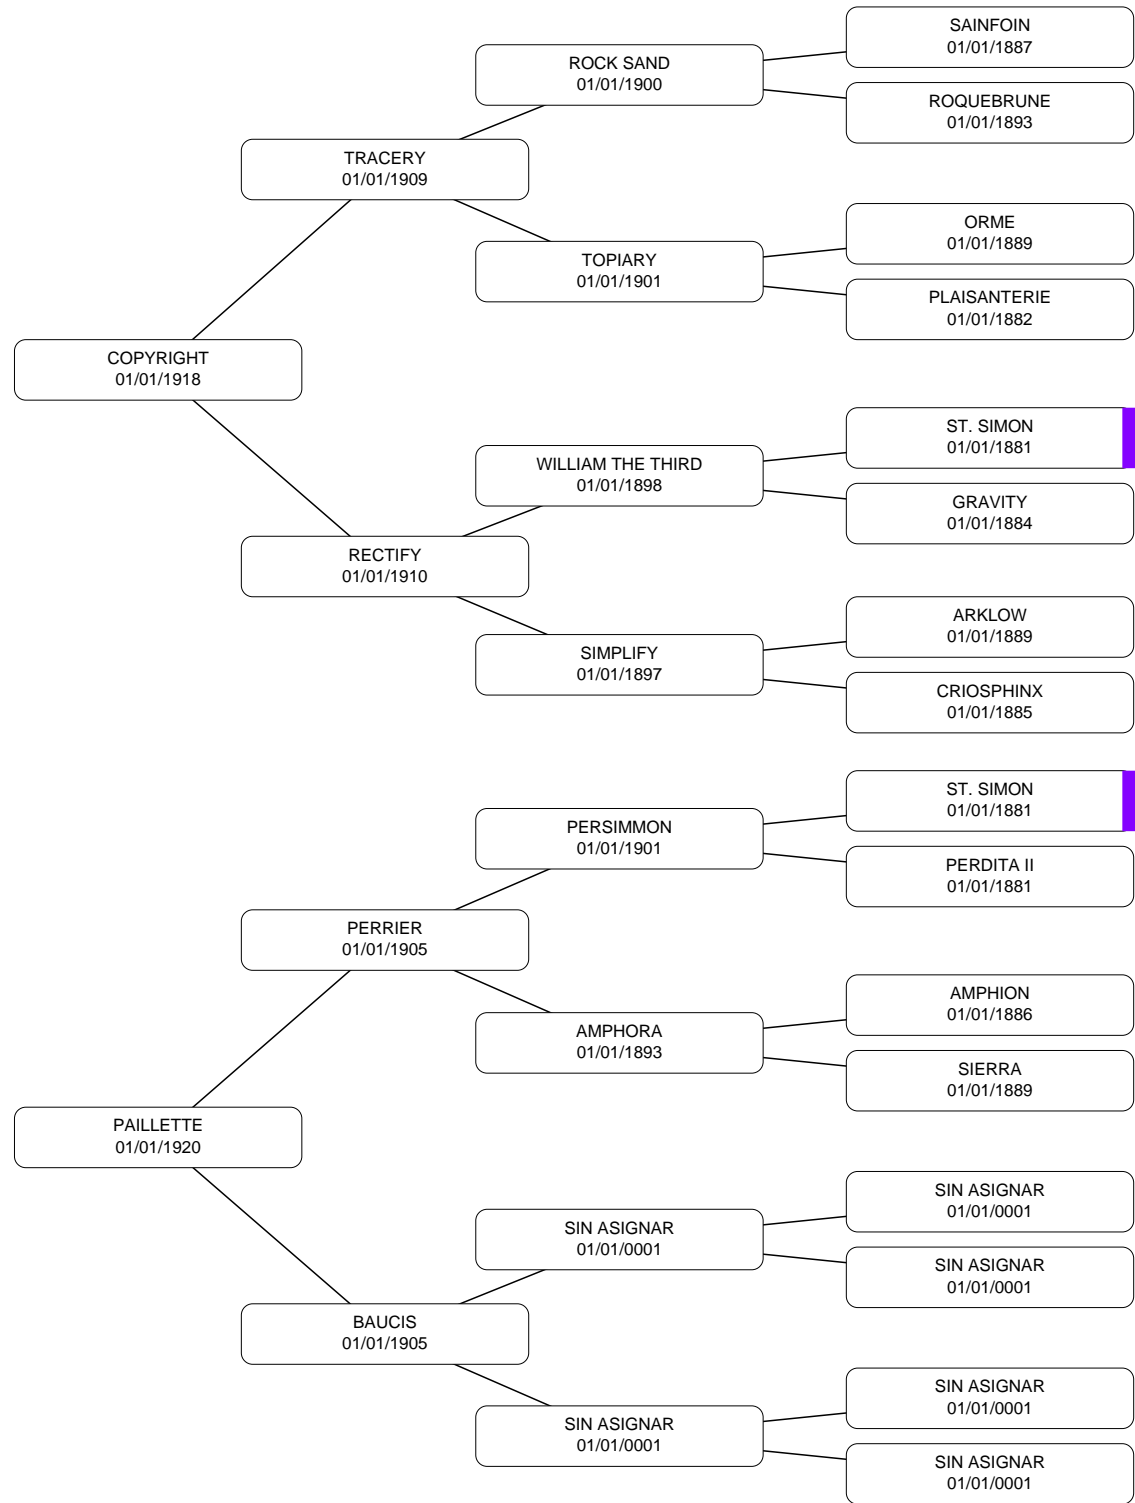 SAINFOIN
01/01/1887
ROCK SAND
01/01/1900
ROQUEBRUNE
01/01/1893
TRACERY
01/01/1909
ORME
01/01/1889
TOPIARY
01/01/1901
PLAISANTERIE
01/01/1882
COPYRIGHT
01/01/1918
ST. SIMON
01/01/1881
WILLIAM THE THIRD
01/01/1898
GRAVITY
01/01/1884
RECTIFY
01/01/1910
ARKLOW
01/01/1889
SIMPLIFY
01/01/1897
CRIOSPHINX
01/01/1885
ST. SIMON
01/01/1881
PERSIMMON
01/01/1901
PERDITA II
01/01/1881
PERRIER
01/01/1905
AMPHION
01/01/1886
AMPHORA
01/01/1893
SIERRA
01/01/1889
PAILLETTE
01/01/1920
SIN ASIGNAR
01/01/0001
SIN ASIGNAR
01/01/0001
SIN ASIGNAR
01/01/0001
BAUCIS
01/01/1905
SIN ASIGNAR
01/01/0001
SIN ASIGNAR
01/01/0001
SIN ASIGNAR
01/01/0001